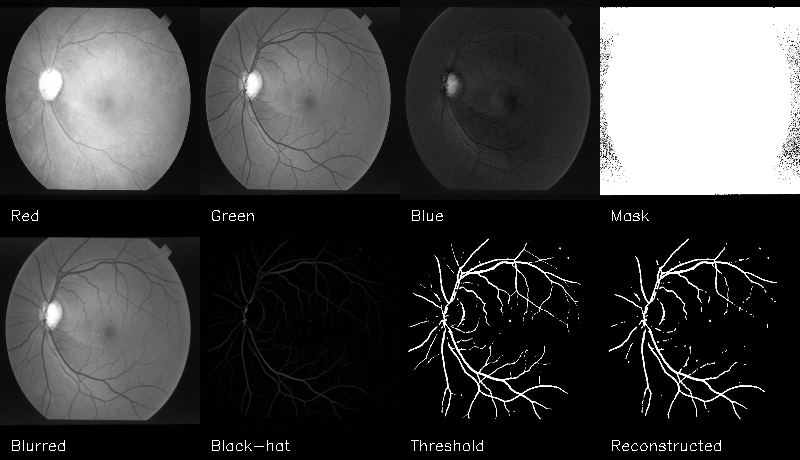 Red
Green
Blue
Mask
Blurred
Black-hat
Threshold
Reconstructed